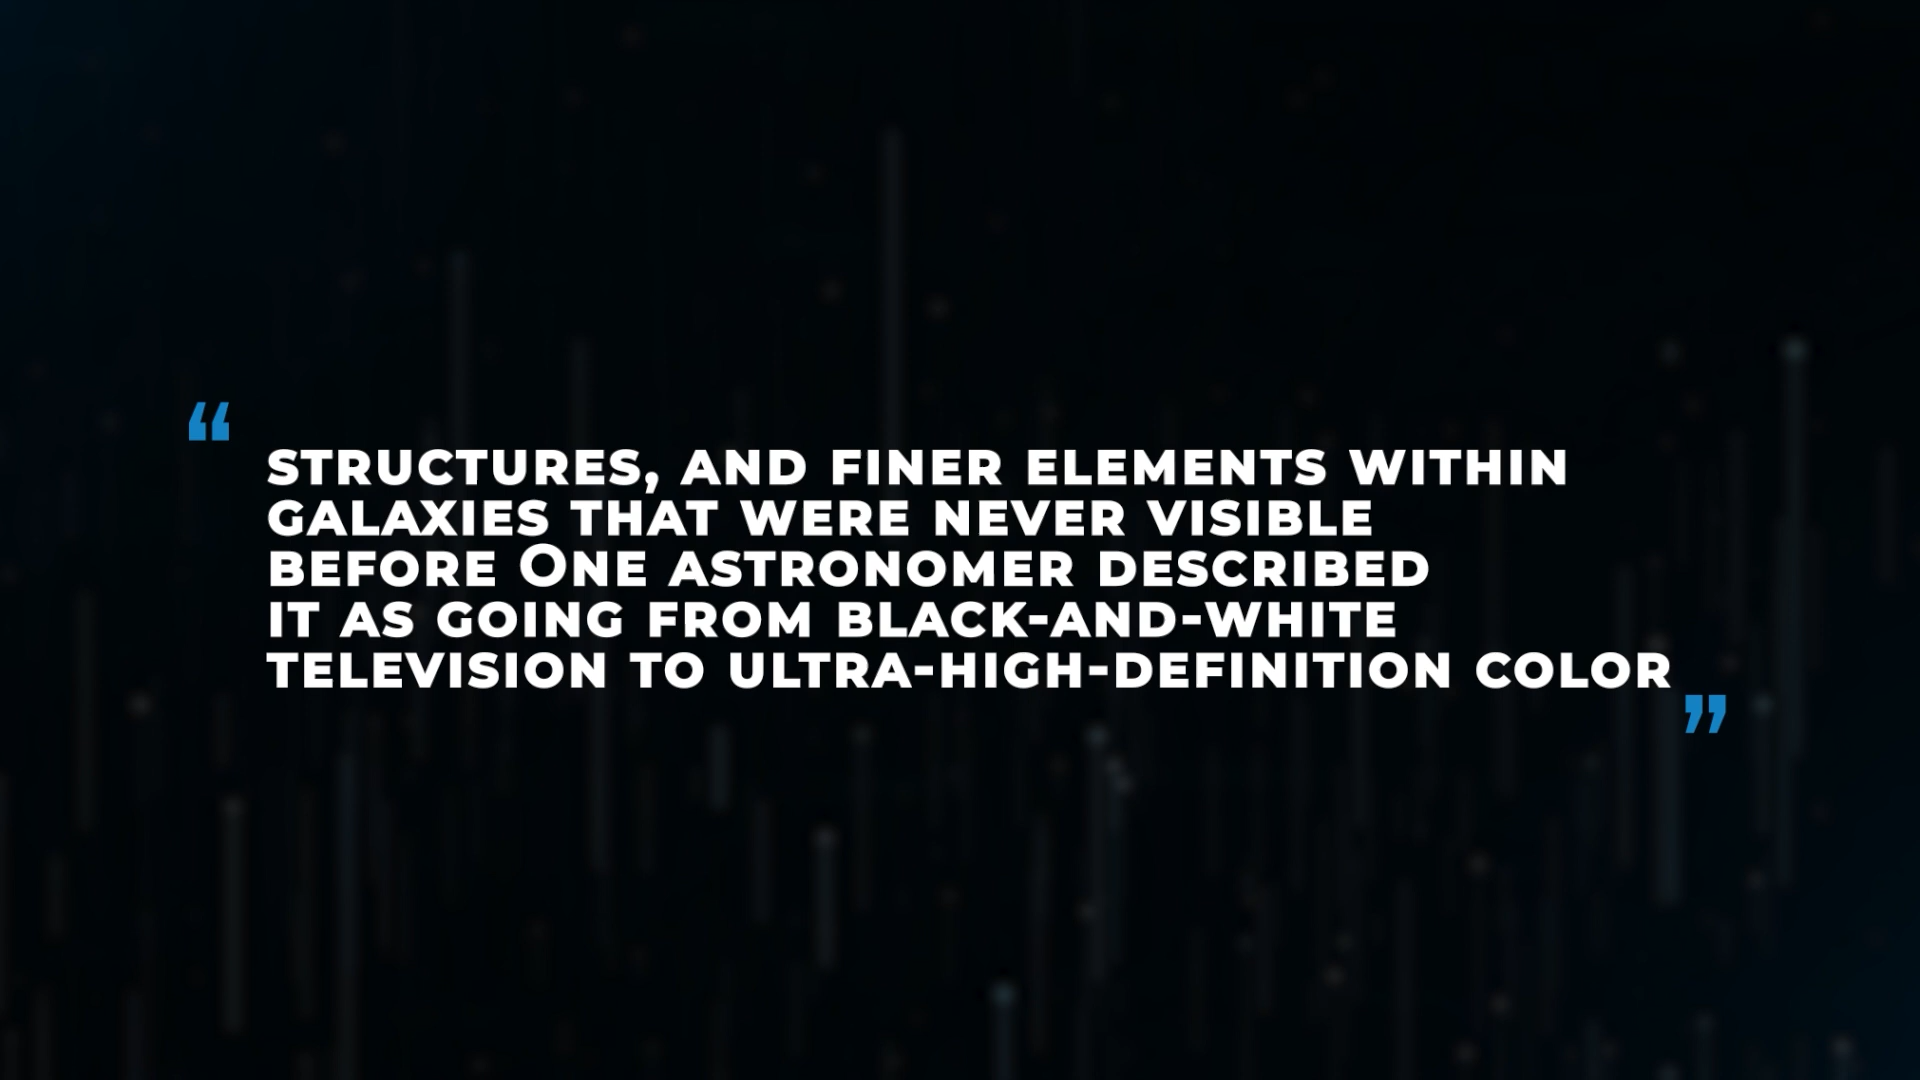 “ STRUCTURES, AND FINER ELEMENTS WITHIN
GALAXIES THAT WERE NEVER VISIBLE
BEFORE ONE ASTRONOMER DESCRIBED
IT AS GOING FROM BLACK-AND-WHITE
TELEVISION TO ULTRA-HIGH-DEFINITION COLOR ”